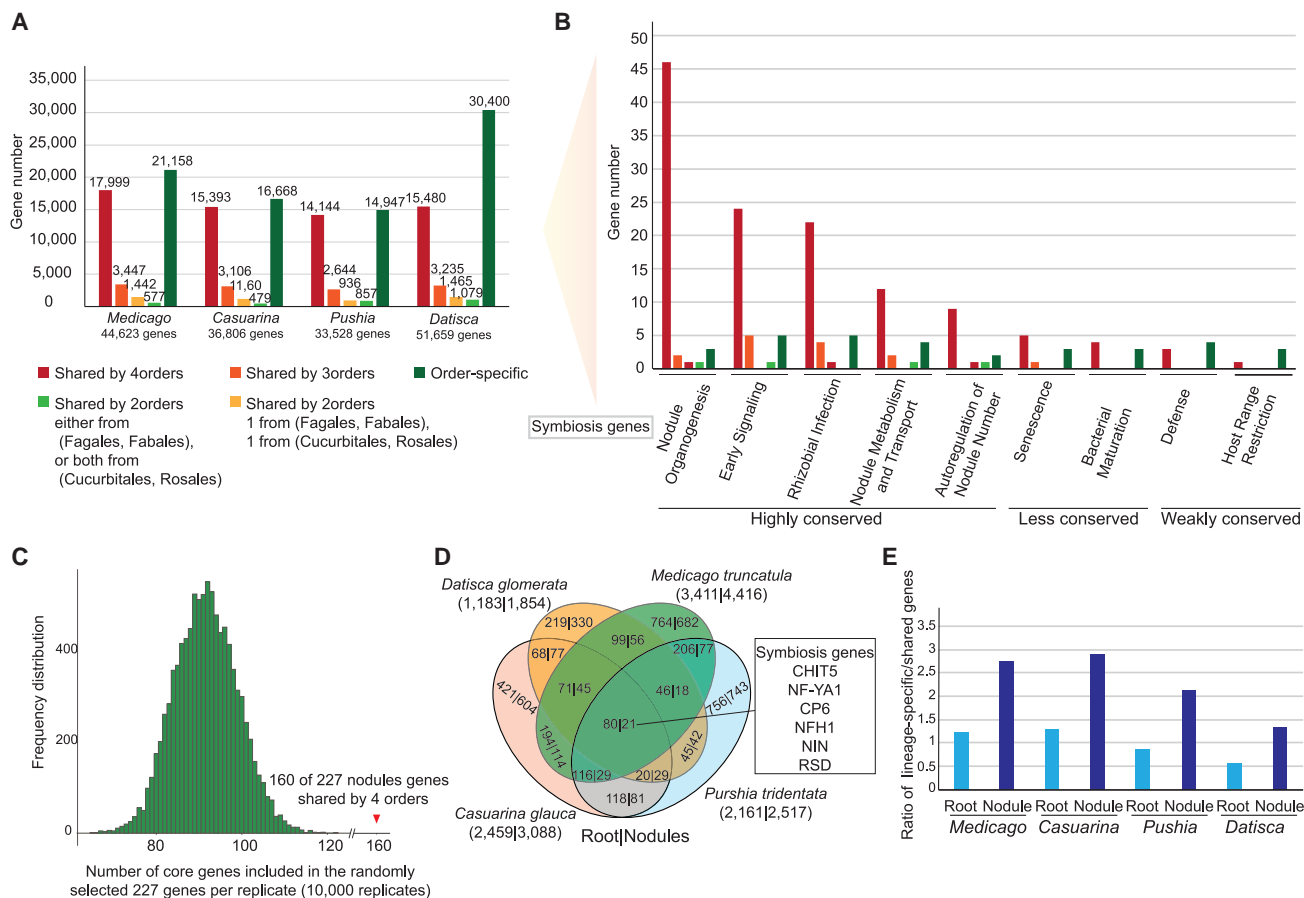 A
35,000
30,000
25,000
20,000
15,000
10,000
5,000
0
Gene number
17,999
3,447
1,442
577
21,158
15,393
3,106
11,60
479
16,668
14,144
2,644
936
857
14,947
15,480
3,235
1,465
1,079
30,400
Medicago
44,623 genes
Casuarina
36,806 genes
Pushia
33,528 genes
Datisca
51,659 genes
Shared by 4orders
Shared by 3orders
Order-specific
Shared by 2orders
either from
(Fagales, Fabales),
or both from
(Cucurbitales, Rosales)
Shared by 2orders
1 from (Fagales, Fabales),
1 from (Cucurbitales, Rosales)
Symbiosis genes
B
50
45
40
35
30
25
20
15
10
5
0
Gene number
Nodule
Organogenesis
Early Signaling
Rhizobial Infection
Nodule Metabolism
and Transport
Autoregulation of
Nodule Number
Senescence
Bacterial
Maturation
Defense
Host Range
Restriction
Highly conserved
Less conserved
Weakly conserved
C
Frequency distribution
400
200
0
80
100
120
160
160 of 227 nodules genes
shared by 4 orders
Number of core genes included in the randomly
selected 227 genes per replicate (10,000 replicates)
D
Datisca glomerata
(1,183|1,854)
Medicago truncatula
(3,411|4,416)
219|330
764|682
99|56
68|77
206|77
421|604
71|45
46|18
756|743
80|21
194|114
45|42
116|29
20|29
118|81
Casuarina glauca
(2,459|3,088)
Purshia tridentata
(2,161|2,517)
Root|Nodules
Symbiosis genes
CHIT5
NF-YA1
CP6
NFH1
NIN
RSD
E
Ratio of lineage-specific/shared genes
3.5
3
2.5
2
1.5
1
0.5
0
Root Nodule Root Nodule Root Nodule Root Nodule
Medicago Casuarina Pushia Datisca